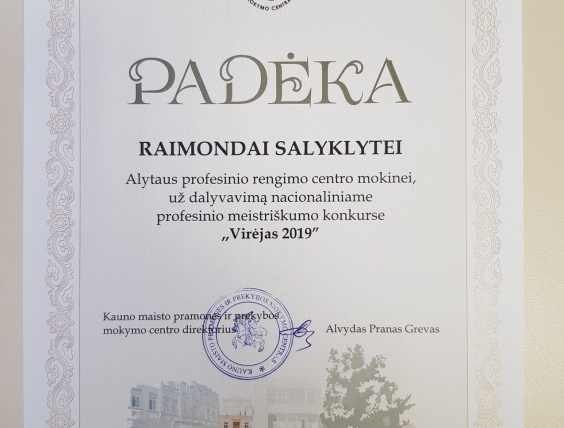 PADĖKA
RAIMONDAI SALYKLYTEI
Alytaus profesinio rengimo centro mokinei,
už dalyvavimą nacionaliniame
profesinio meistriškumo konkurse
„Virėjas 2019”
Kauno maisto pramonės ir prekybos
mokymo centro direktorius
Alvydas Pranas Grevas